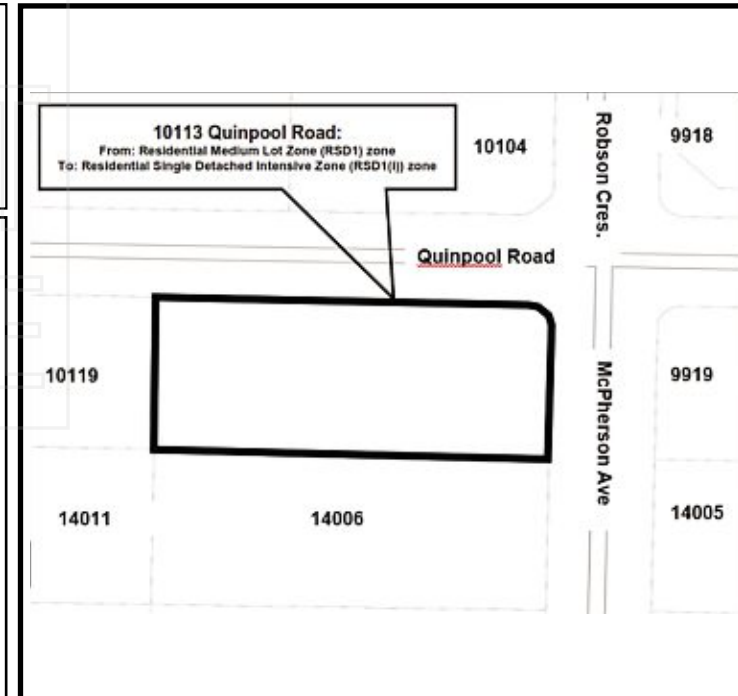 10113 Quinpool Road:
From: Residential Medium Lot Zone (RSD1) zone
To: Residential Single Detached Intensive Zone (RSD1(I)) zone
10104
Robson Cres.
9918
Quinpool Road
10119
McPherson Ave
9919
14011
14006
14005